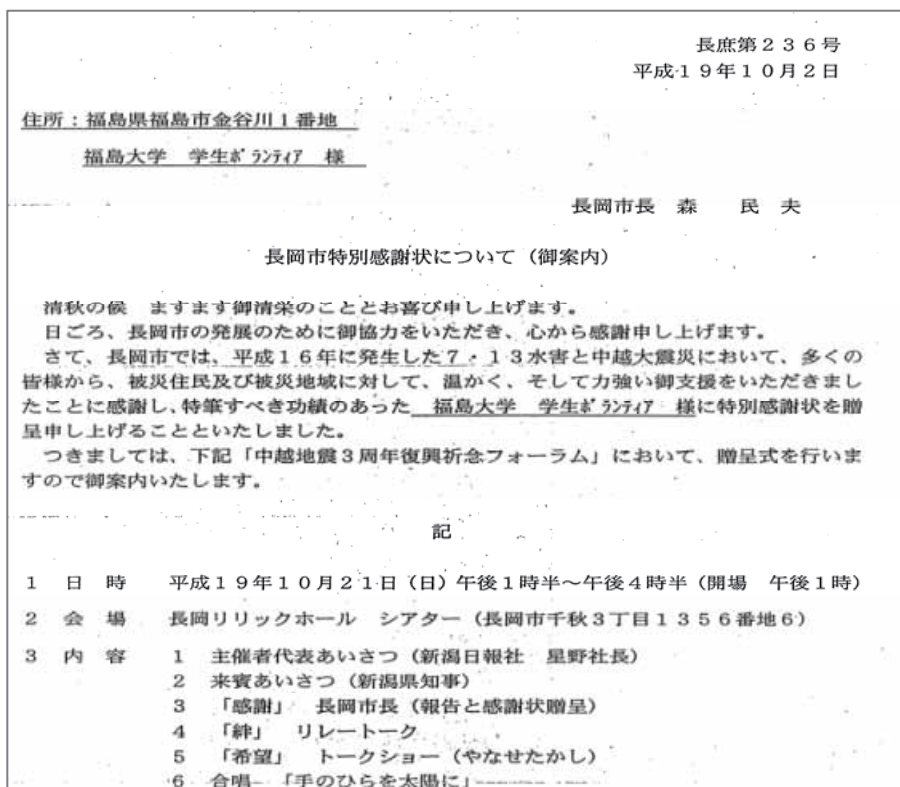 長庶第２３６号
平成１９年１０月２日
住所：福島県福島市金谷川１番地
福島大学　学生ﾎﾞﾗﾝﾃｨｱ　様
長岡市長　森　　民　夫
長岡市特別感謝状について（御案内）
清秋の候　ますます御清栄のこととお喜び申し上げます。
日ごろ、長岡市の発展のために御協力をいただき、心から感謝申し上げます。
さて、長岡市では、平成１６年に発生した７・１３水害と中越大震災において、多くの
皆様から、被災住民及び被災地域に対して、温かく、そして力強い御支援をいただきまし
たことに感謝し、特筆すべき功績のあった　福島大学　学生ﾎﾞﾗﾝﾃｨｱ　様に特別感謝状を贈
呈申し上げることといたしました。
つきましては、下記「中越地震３周年復興祈念フォーラム」において、贈呈式を行いま
すので御案内いたします。
記
１　日　時　　平成１９年１０月２１日（日）午後１時半～午後４時半（開場　午後１時）
２　会　場　　長岡リリックホール　シアター（長岡市千秋３丁目１３５６番地６）
３　内　容　　１　主催者代表あいさつ（新潟日報社　星野社長）
２　来賓あいさつ（新潟県知事）
３　「感謝」　長岡市長（報告と感謝状贈呈）
４　「絆」　リレートーク
５　「希望」　トークショー（やなせたかし）
６　合唱　「手のひらを太陽に」